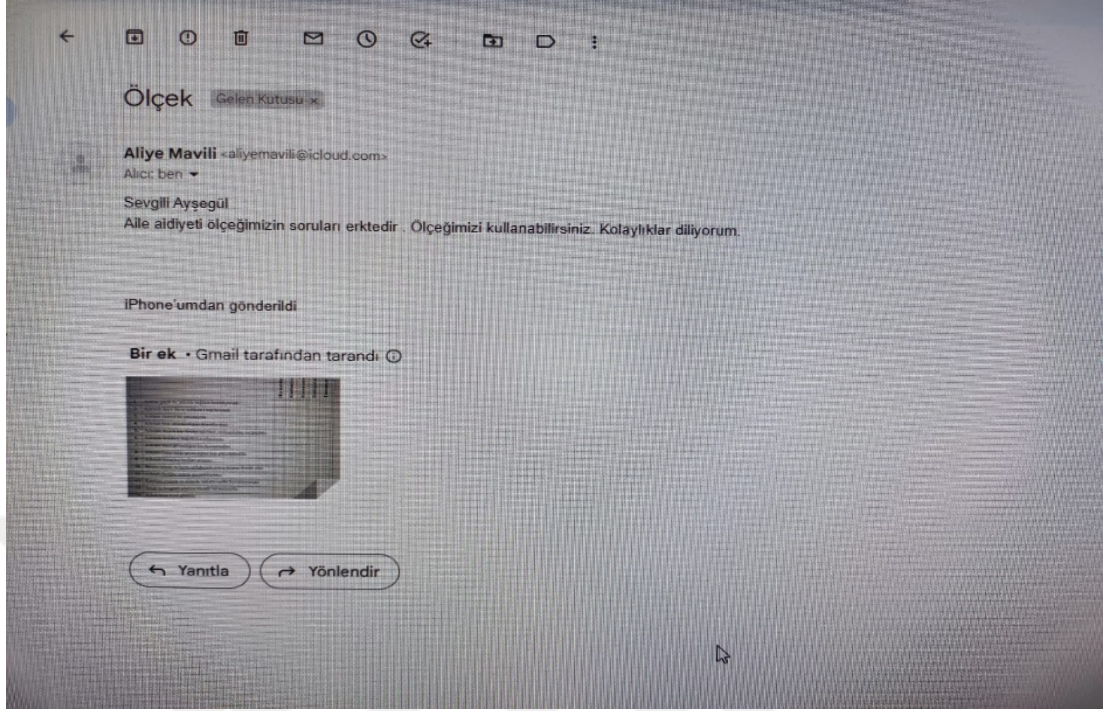 Ölçek Gelen Kutusu x
Aliye Mavili <aliyemavili@icloud.com>
Alıcı: ben
Sevgili Ayşegül
Aile aidiyeti ölçeğimizin soruları erktedir . Ölçeğimizi kullanabilirsiniz. Kolaylıklar diliyorum.
iPhone'umdan gönderildi
Bir ek • Gmail tarafından tarandı
Yanıtla Yönlendir